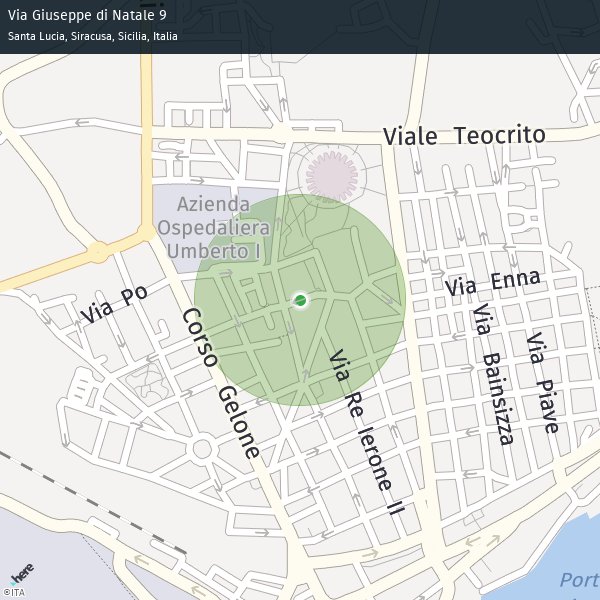 Via Giuseppe di Natale 9
Santa Lucia, Siracusa, Sicilia, Italia
Viale Teocrito
Azienda
Ospedaliera
Umberto I
Via Enna
Via Po
Corso Gelone
Via Bainsizza
Via Piave
Via Re Ierone II
Port
here
©ITA